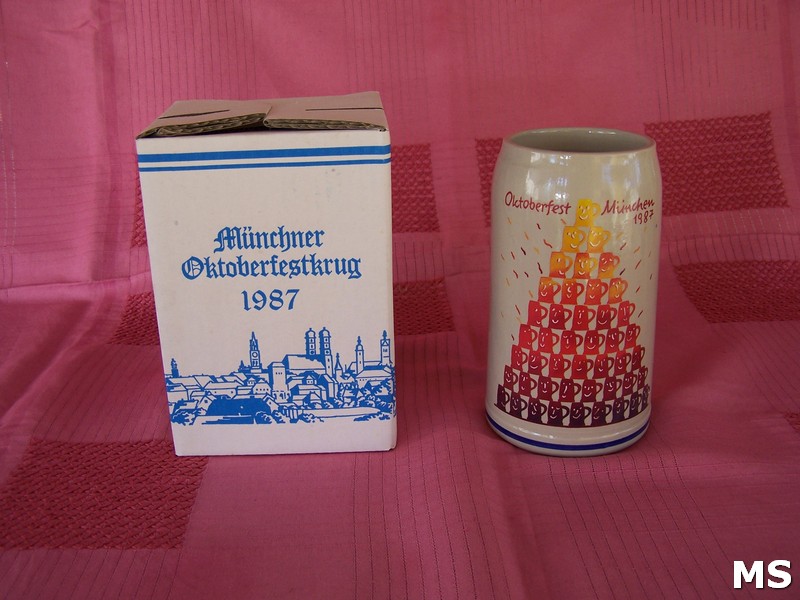 Münchner
Oktoberfestkrug
1987
Oktoberfest München
1987
MS